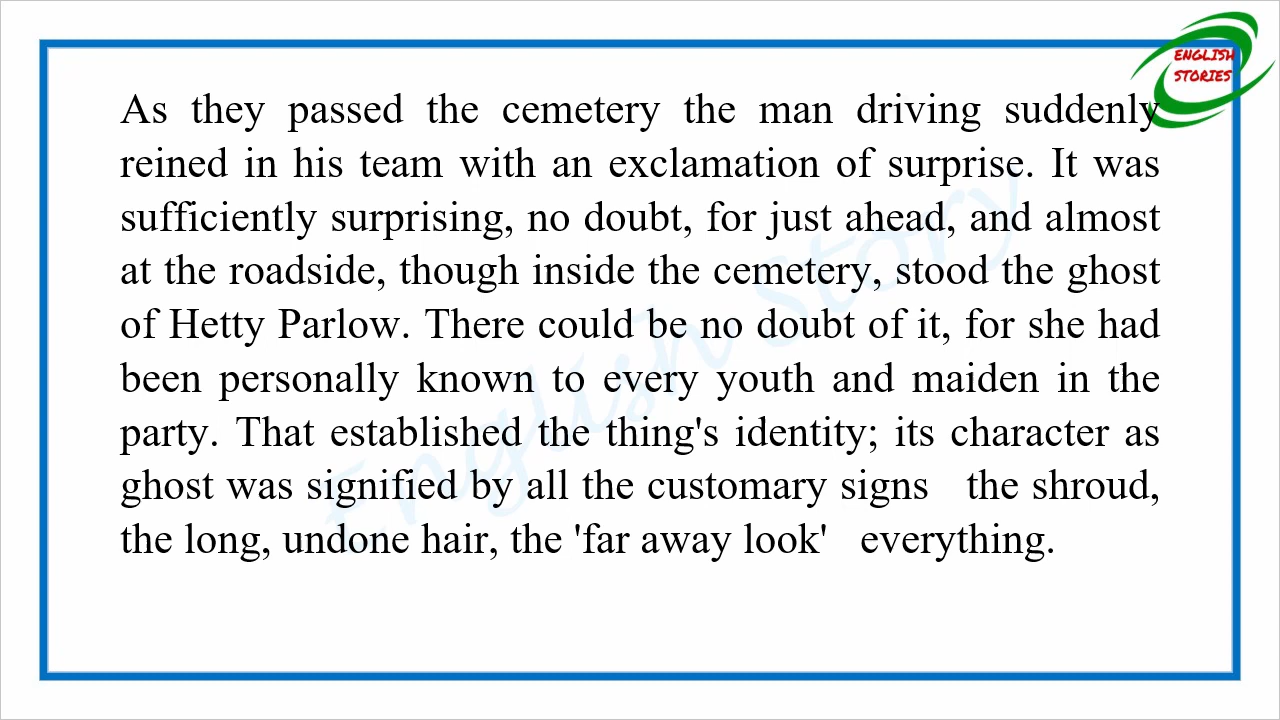 ENGLISH
STORIES
As they passed the cemetery the man driving suddenly
reined in his team with an exclamation of surprise. It was
sufficiently surprising, no doubt, for just ahead, and almost
at the roadside, though inside the cemetery, stood the ghost
of Hetty Parlow. There could be no doubt of it, for she had
been personally known to every youth and maiden in the
party. That established the thing's identity; its character as
ghost was signified by all the customary signs   the shroud,
the long, undone hair, the 'far away look'   everything.
English Story